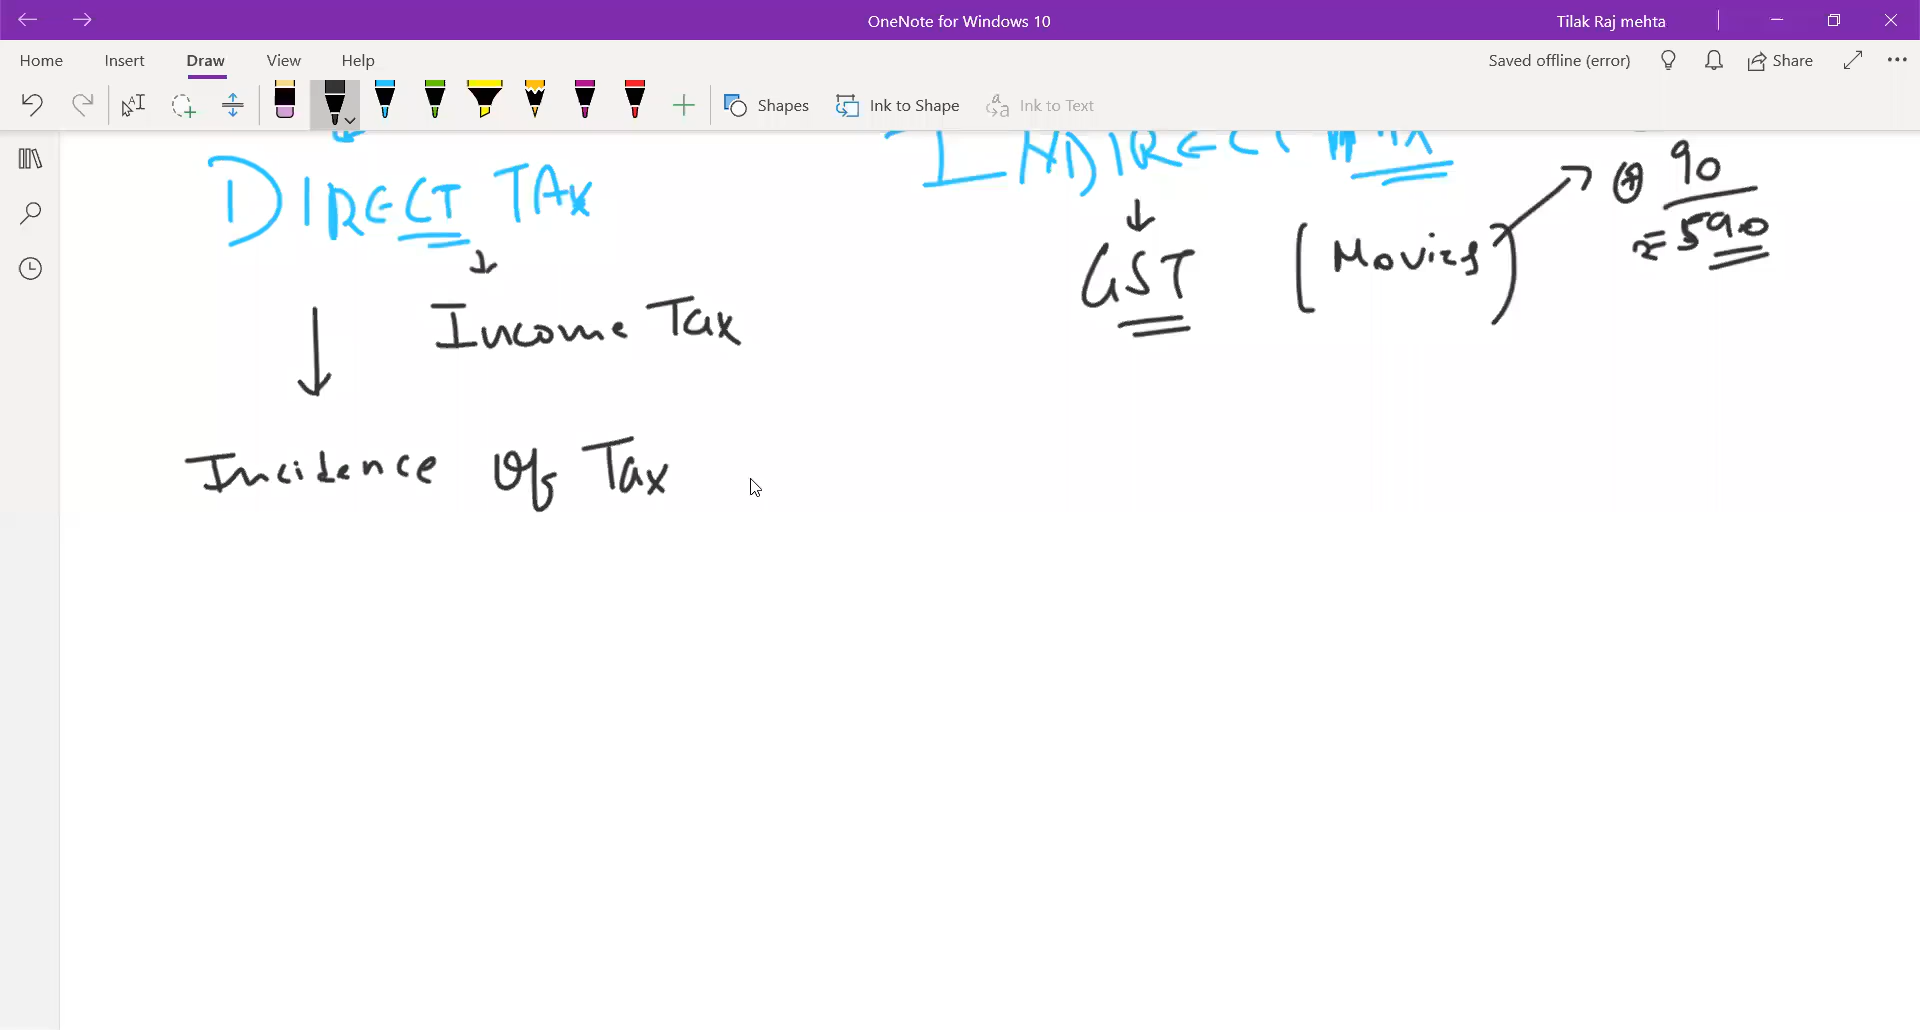 OneNote for Windows 10
Tilak Raj mehta
Home Insert Draw View Help
Saved offline (error) Share
Shapes Ink to Shape Ink to Text
DIRECT TAX
INDIRECT TAX
90
= 590
GST (Movies)
Income Tax
Incidence Of Tax